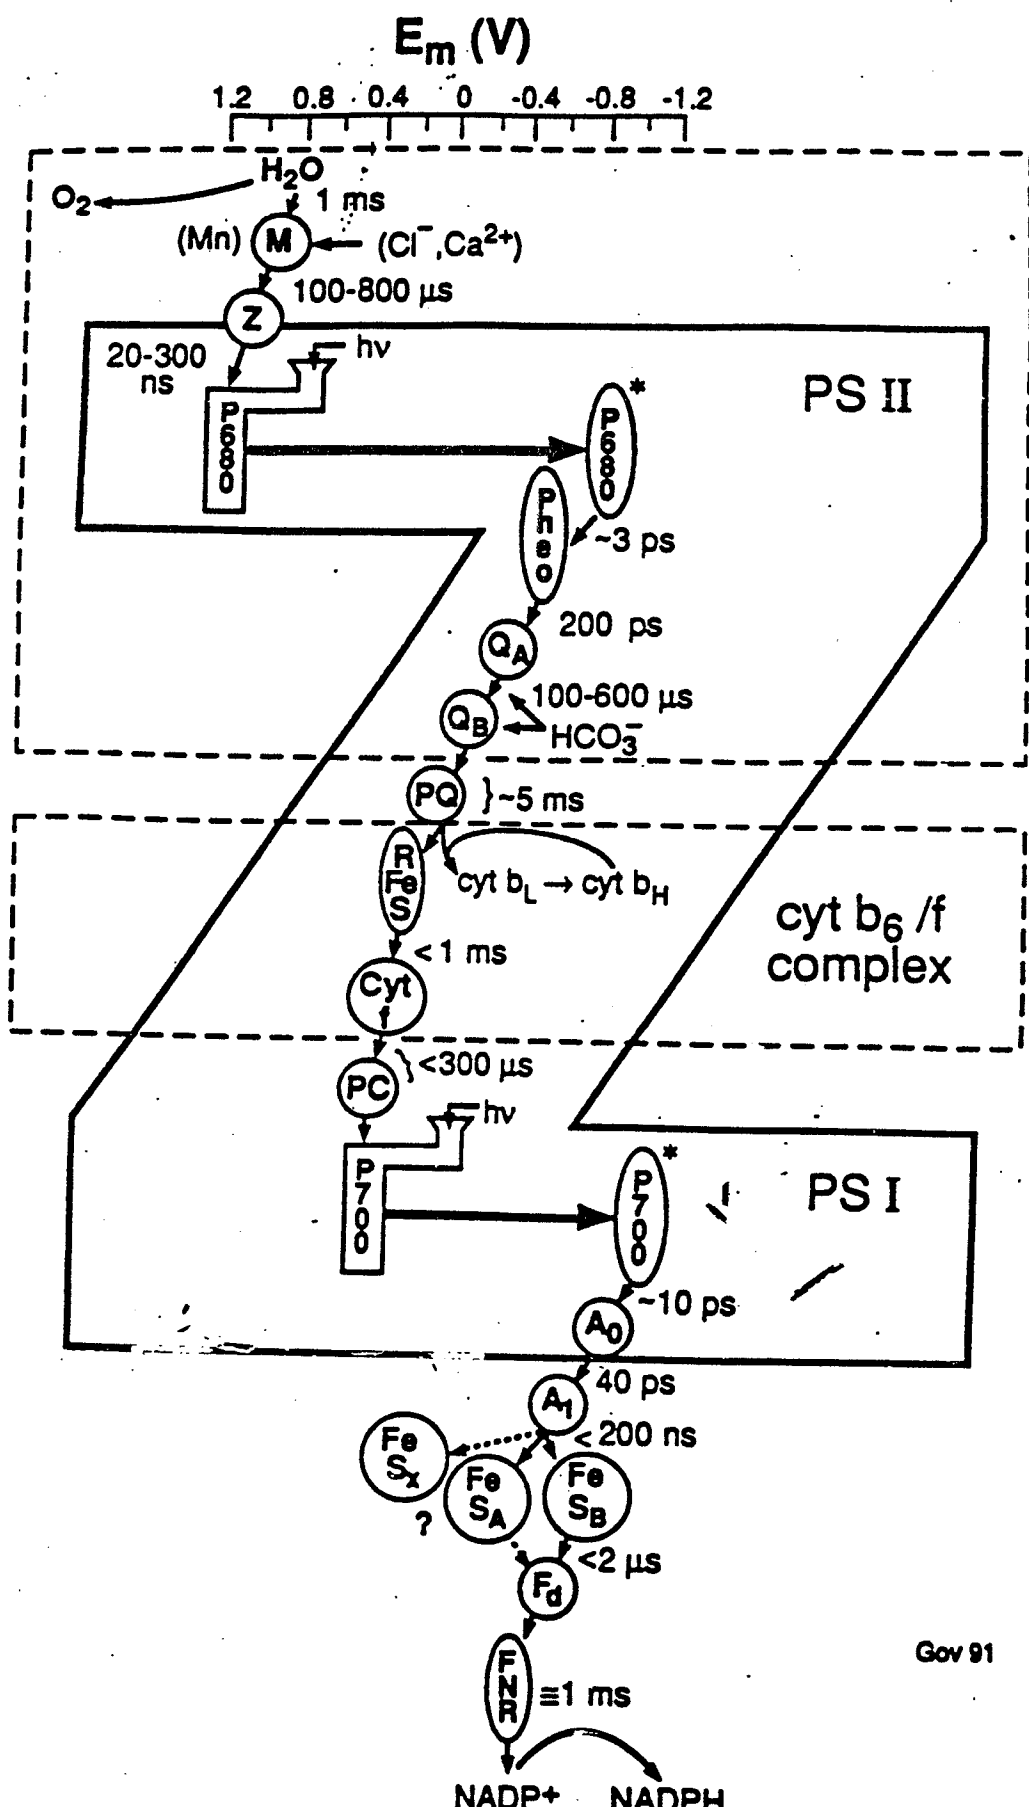 Em (V)
1.2 0.8 0.4 0 -0.4 -0.8 -1.2
H₂O
O₂
1 ms
(Mn) M (Cl⁻,Ca²⁺)
100-800 μs
Z
20-300
ns
hν
P680
P680*
PS II
Pheo
~3 ps
200 ps
QA
100-600 μs
QB
HCO₃⁻
PQ }~5 ms
R
Fe
S
cyt bL → cyt bH
cyt b₆ /f
complex
<1 ms
Cyt
f
}<300 μs
PC
hν
P700
P700*
PS I
~10 ps
A₀
40 ps
A₁
<200 ns
Fe
Sx
Fe
SA
Fe
SB
?
<2 μs
Fd
Gov 91
FNR
≅1 ms
NADP+ NADPH